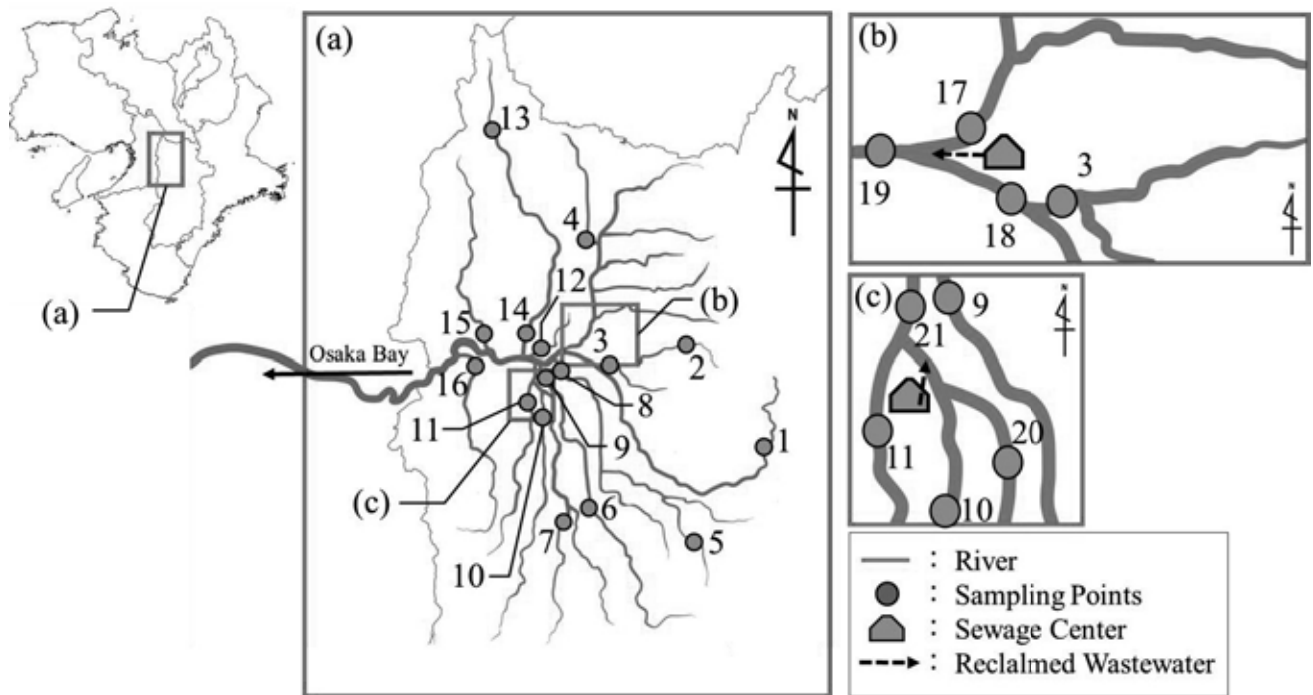 (a)
N
13
4
12
(b)
15
14
3
2
Osaka Bay
16
8
11
9
1
(c)
6
7
5
10
(a)
(b)
17
3
19
18
N
(c)
N
9
21
20
11
10
: River
: Sampling Points
: Sewage Center
: Reclalmed Wastewater